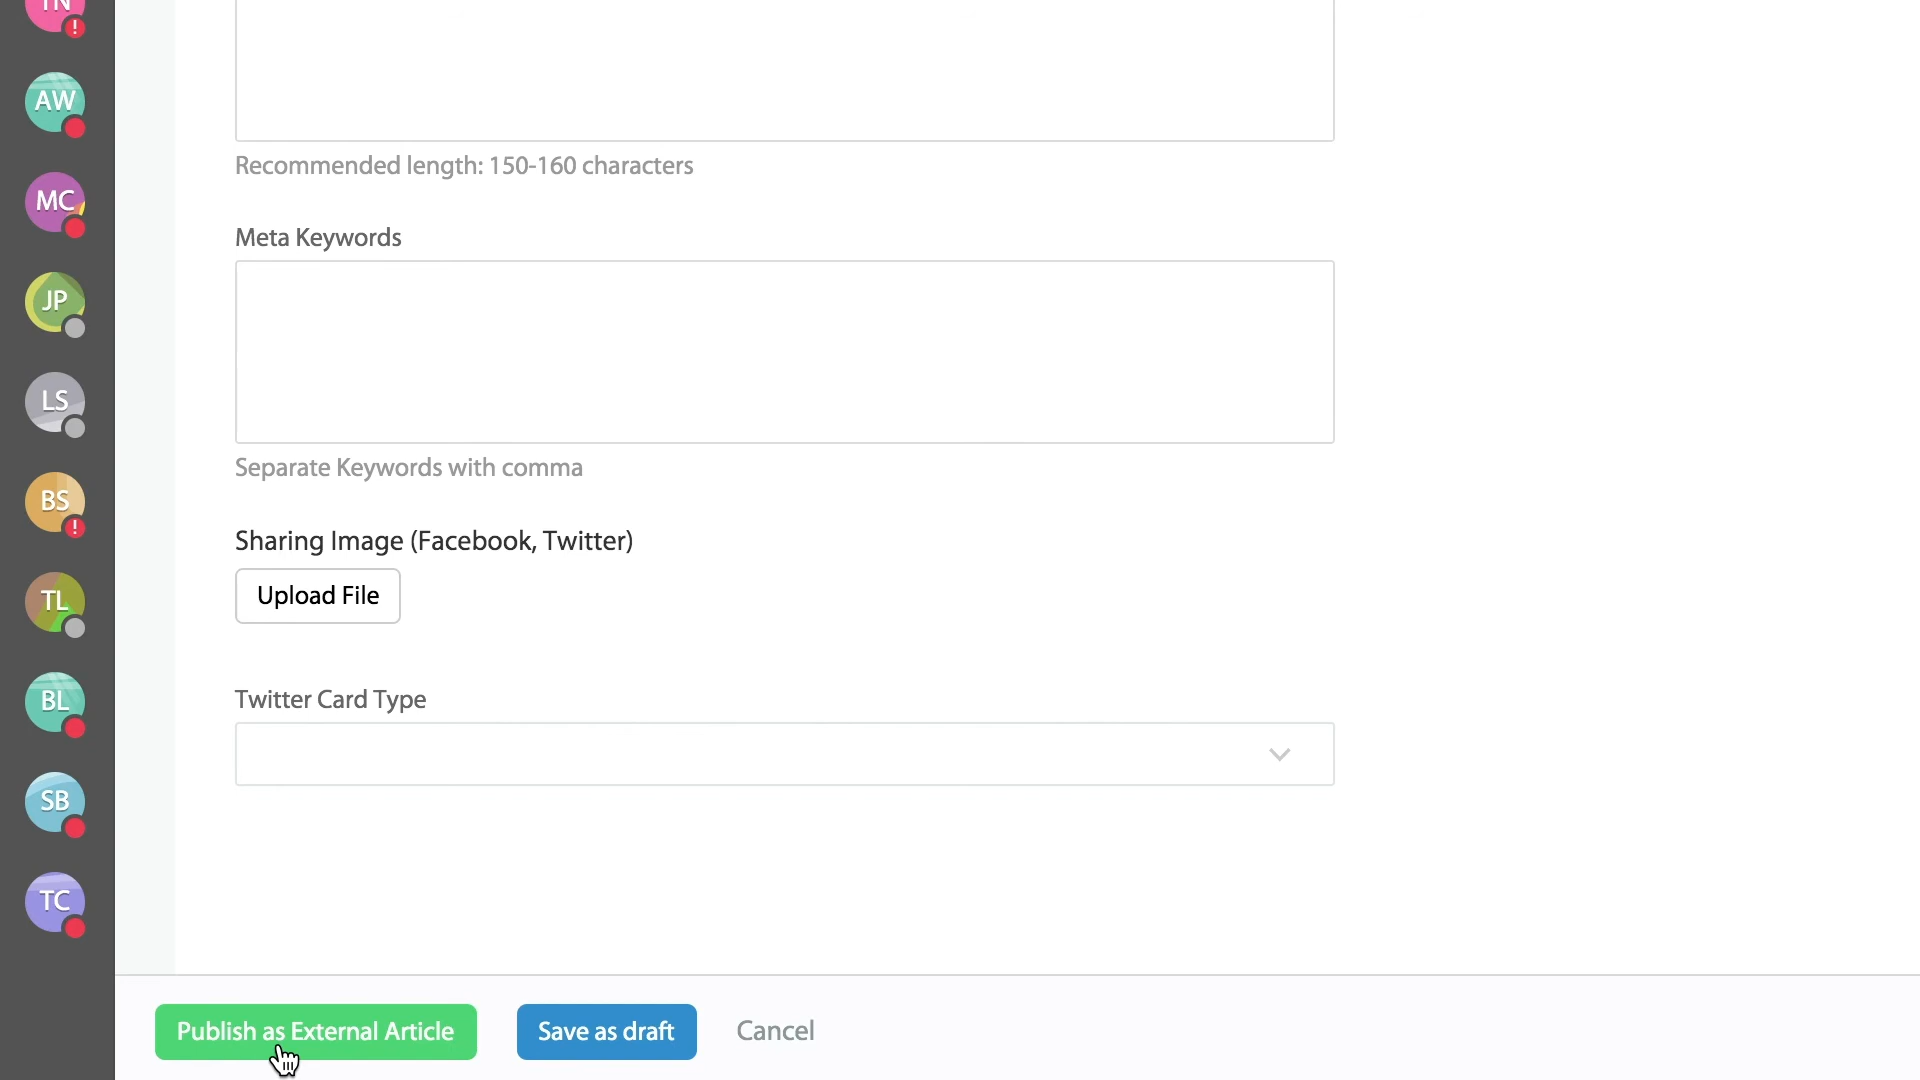 TN
!
AW
MC
JP
LS
BS
!
TL
BL
SB
TC
Recommended length: 150-160 characters
Meta Keywords
Separate Keywords with comma
Sharing Image (Facebook, Twitter)
Upload File
Twitter Card Type
Publish as External Article
Save as draft
Cancel